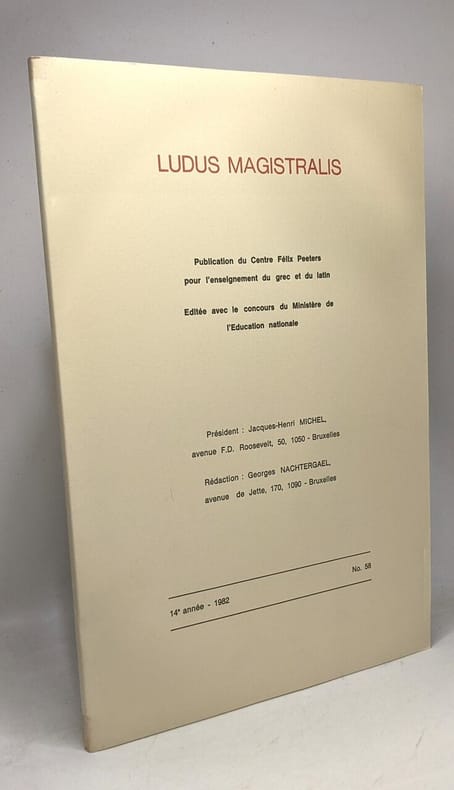 LUDUS MAGISTRALIS
Publication du Centre Félix Peeters
pour l'enseignement du grec et du latin
Editée avec le concours du Ministère de
l'Education nationale
Président : Jacques-Henri MICHEL,
avenue F.D. Roosevelt, 50, 1050 - Bruxelles
Rédaction : Georges NACHTERGAEL,
avenue de Jette, 170, 1090 - Bruxelles
14e année - 1982 No. 58